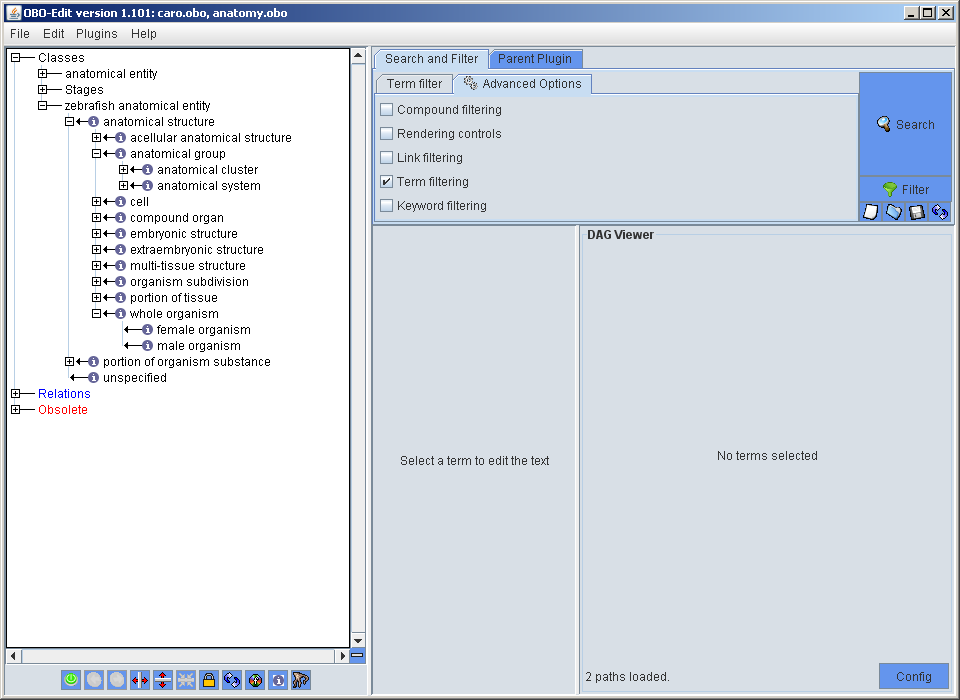 OBO-Edit version 1.101: caro.obo, anatomy.obo
File Edit Plugins Help
Classes
anatomical entity
Stages
zebrafish anatomical entity
anatomical structure
acellular anatomical structure
anatomical group
anatomical cluster
anatomical system
cell
compound organ
embryonic structure
extraembryonic structure
multi-tissue structure
organism subdivision
portion of tissue
whole organism
female organism
male organism
portion of organism substance
unspecified
Relations
Obsolete
Search and Filter Parent Plugin
Term filter Advanced Options
Compound filtering
Rendering controls
Link filtering
Term filtering
Keyword filtering
Search
Filter
Select a term to edit the text
DAG Viewer
No terms selected
2 paths loaded.
Config